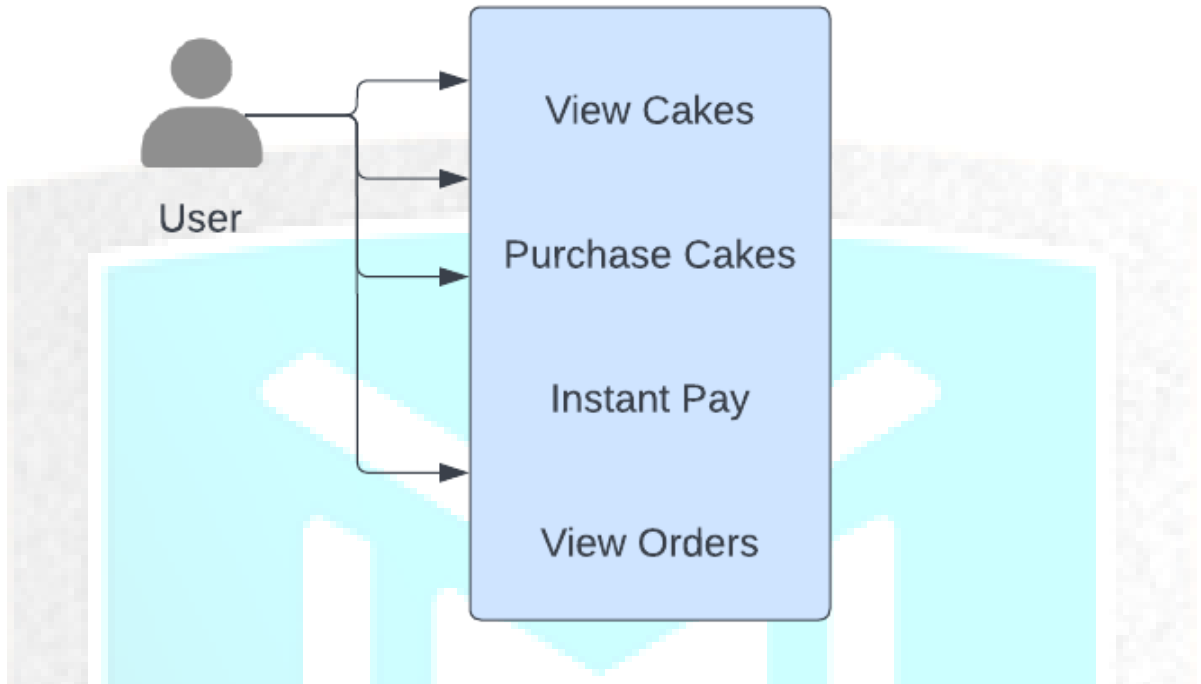 View Cakes
User
Purchase Cakes
Instant Pay
View Orders